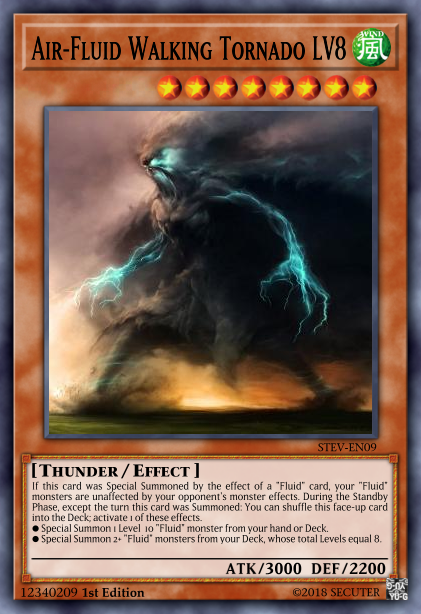 AIR-FLUID WALKING TORNADO LV8
WIND
風
STEV-EN09
[THUNDER / EFFECT]
If this card was Special Summoned by the effect of a "Fluid" card, your "Fluid"
monsters are unaffected by your opponent's monster effects. During the Standby
Phase, except the turn this card was Summoned: You can shuffle this face-up card
into the Deck; activate 1 of these effects.
● Special Summon 1 Level 10 "Fluid" monster from your hand or Deck.
● Special Summon 2+ "Fluid" monsters from your Deck, whose total Levels equal 8.
ATK/3000 DEF/2200
12340209 1st Edition
©2018 SECUTER